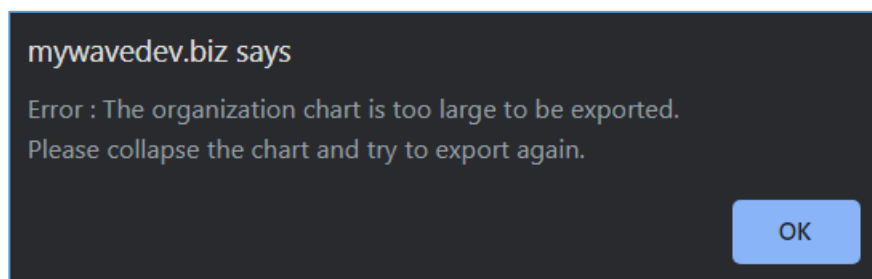 mywavedev.biz says
Error : The organization chart is too large to be exported.
Please collapse the chart and try to export again.
OK